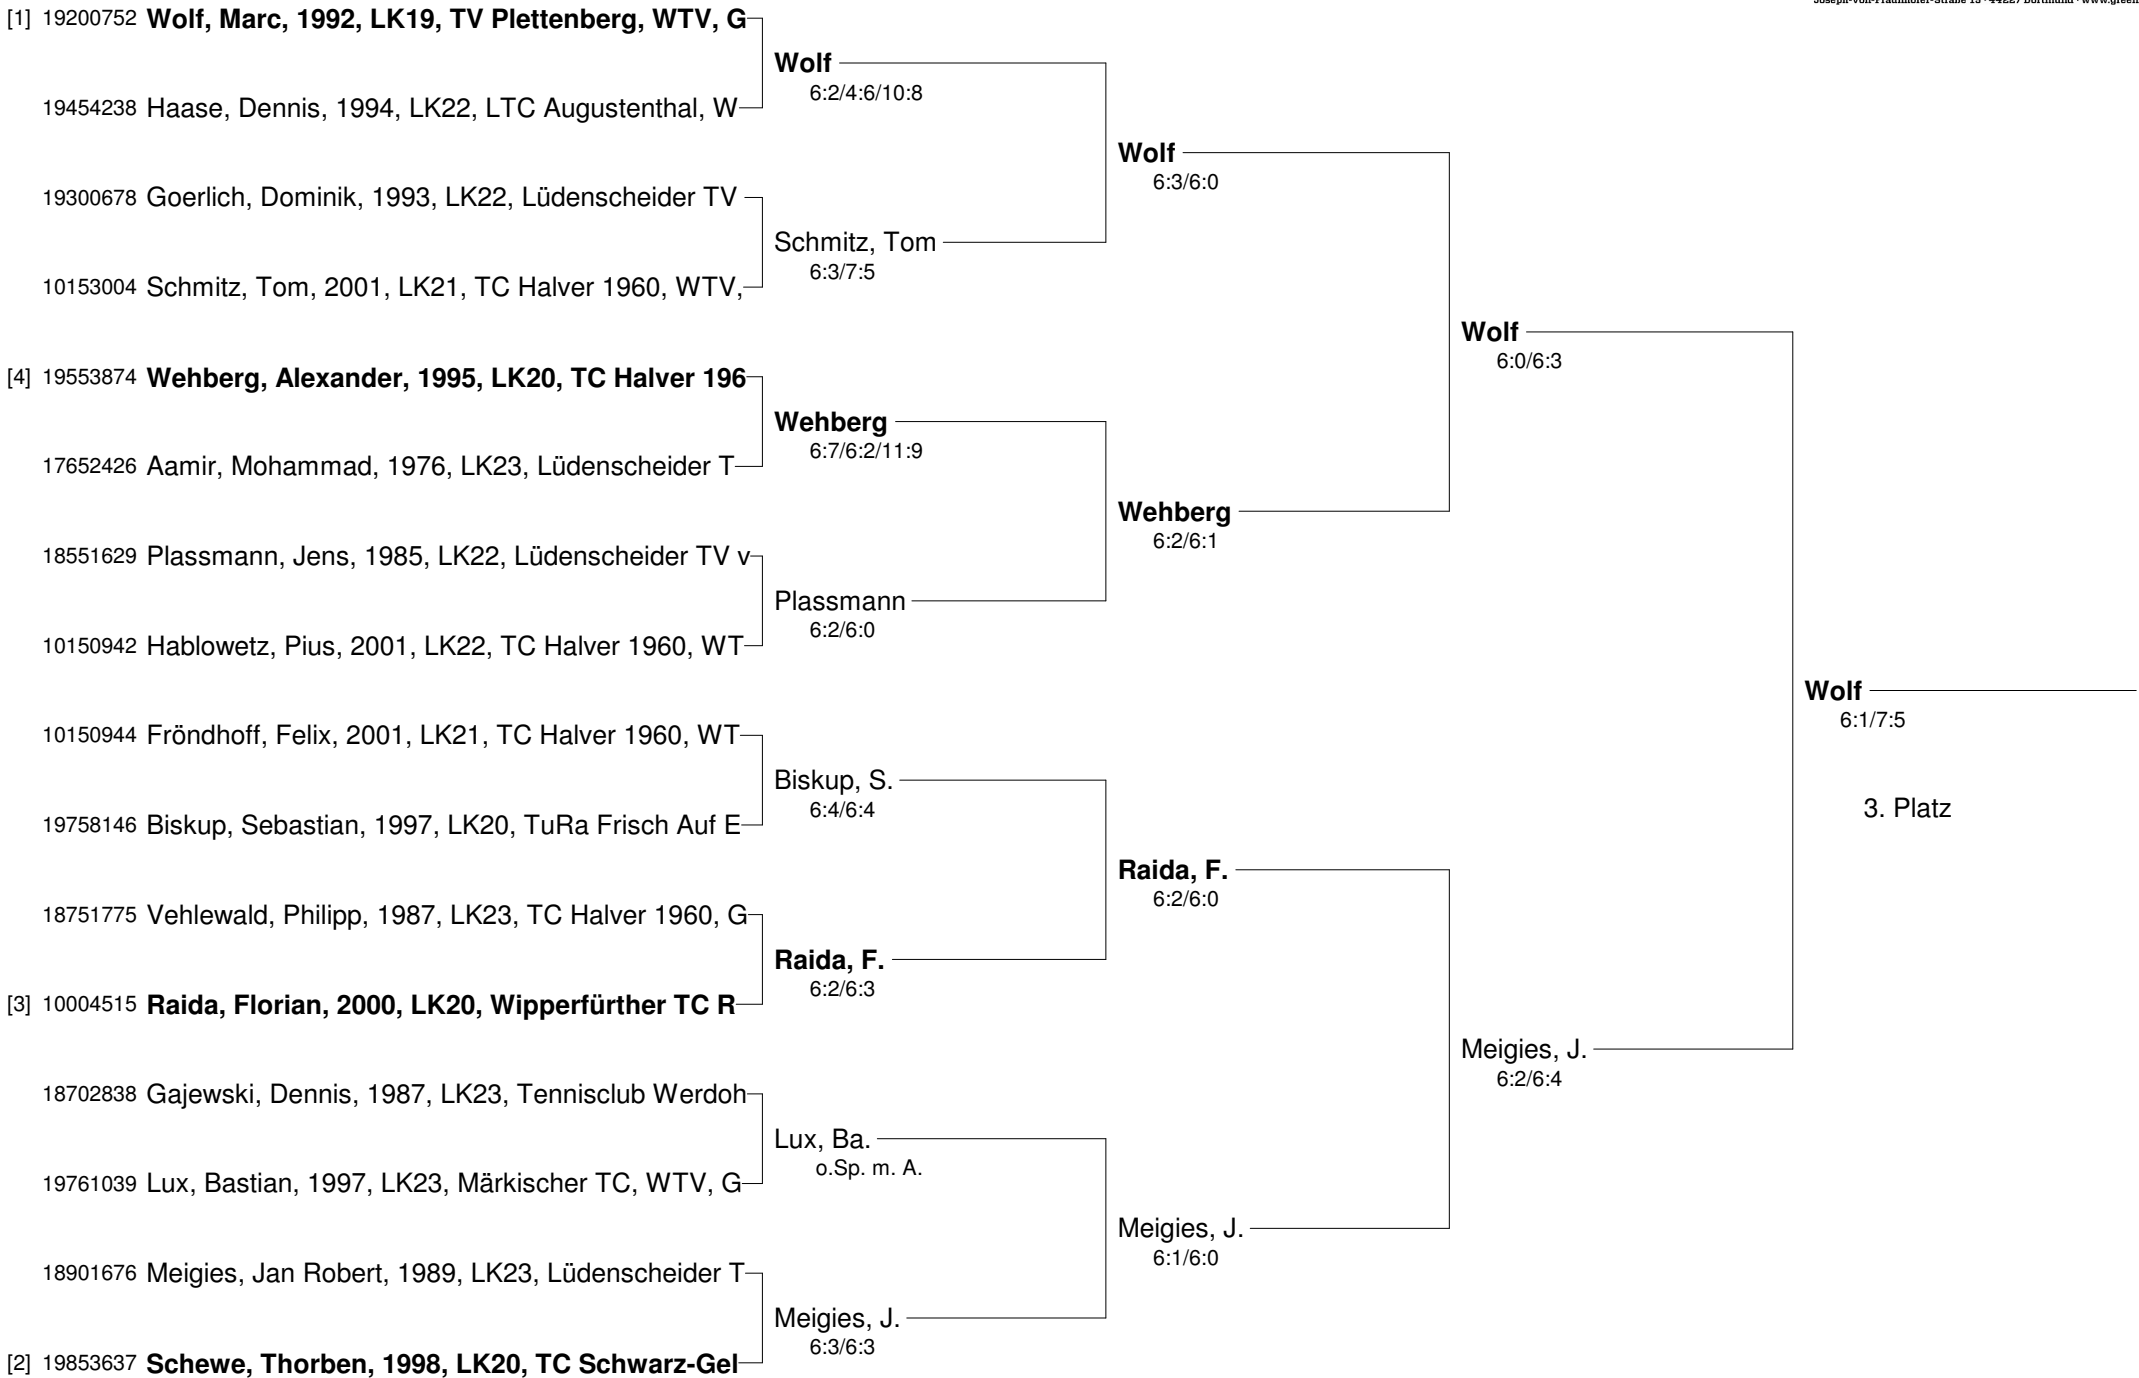 Joseph-von-Fraunhofer-Straße 15 · 44227 Dortmund · www.green
[1] 19200752 Wolf, Marc, 1992, LK19, TV Plettenberg, WTV, G
Wolf
6:2/4:6/10:8
19454238 Haase, Dennis, 1994, LK22, LTC Augustenthal, W
Wolf
6:3/6:0
19300678 Goerlich, Dominik, 1993, LK22, Lüdenscheider TV
Schmitz, Tom
6:3/7:5
10153004 Schmitz, Tom, 2001, LK21, TC Halver 1960, WTV,
Wolf
6:0/6:3
[4] 19553874 Wehberg, Alexander, 1995, LK20, TC Halver 196
Wehberg
6:7/6:2/11:9
17652426 Aamir, Mohammad, 1976, LK23, Lüdenscheider T
Wehberg
6:2/6:1
18551629 Plassmann, Jens, 1985, LK22, Lüdenscheider TV v
Plassmann
6:2/6:0
10150942 Hablowetz, Pius, 2001, LK22, TC Halver 1960, WT
Wolf
6:1/7:5
10150944 Fröndhoff, Felix, 2001, LK21, TC Halver 1960, WT
Biskup, S.
6:4/6:4
3. Platz
19758146 Biskup, Sebastian, 1997, LK20, TuRa Frisch Auf E
Raida, F.
6:2/6:0
18751775 Vehlewald, Philipp, 1987, LK23, TC Halver 1960, G
Raida, F.
6:2/6:3
[3] 10004515 Raida, Florian, 2000, LK20, Wipperfürther TC R
Meigies, J.
6:2/6:4
18702838 Gajewski, Dennis, 1987, LK23, Tennisclub Werdoh
Lux, Ba.
o.Sp. m. A.
19761039 Lux, Bastian, 1997, LK23, Märkischer TC, WTV, G
Meigies, J.
6:1/6:0
18901676 Meigies, Jan Robert, 1989, LK23, Lüdenscheider T
Meigies, J.
6:3/6:3
[2] 19853637 Schewe, Thorben, 1998, LK20, TC Schwarz-Gel